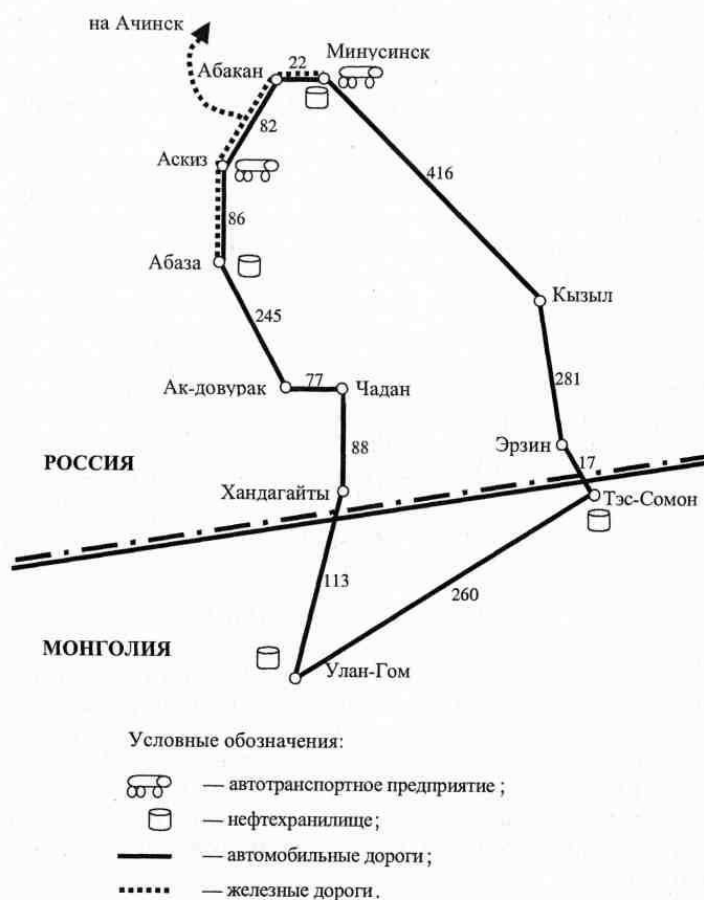 на Ачинск
Минусинск
Абакан
22
82
Аскиз
416
86
Абаза
Кызыл
245
281
77
Ак-довурак
Чадан
Эрзин
88
17
РОССИЯ
Хандагайты
Тэс-Сомон
113
260
МОНГОЛИЯ
Улан-Гом
Условные обозначения:
— автотранспортное предприятие;
— нефтехранилище;
— автомобильные дороги;
— железные дороги.